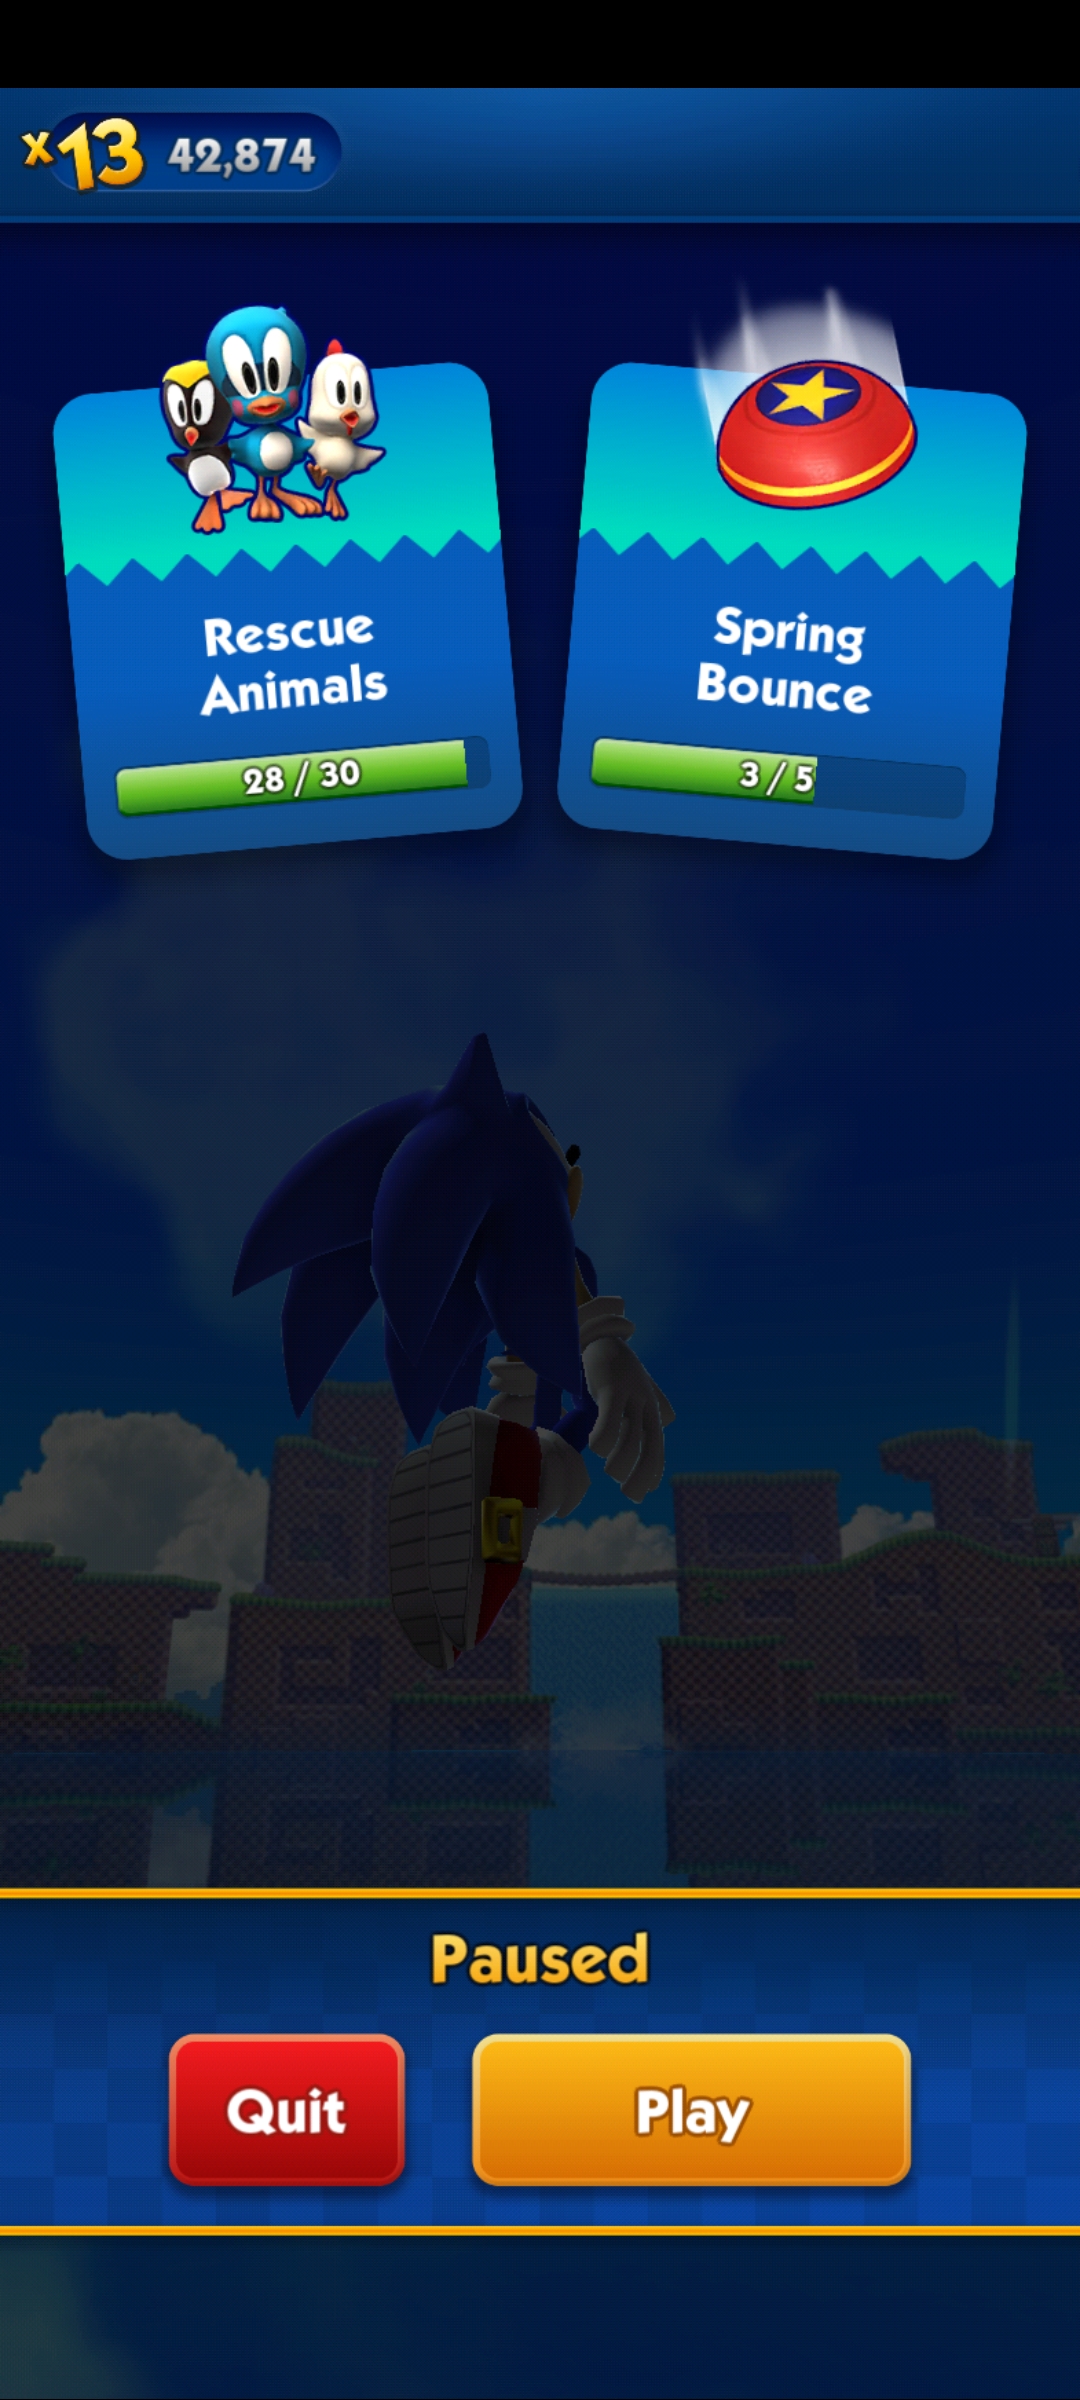 x13 42,874
Rescue
Animals
28 / 30
Spring
Bounce
3 / 5
Paused
Quit
Play